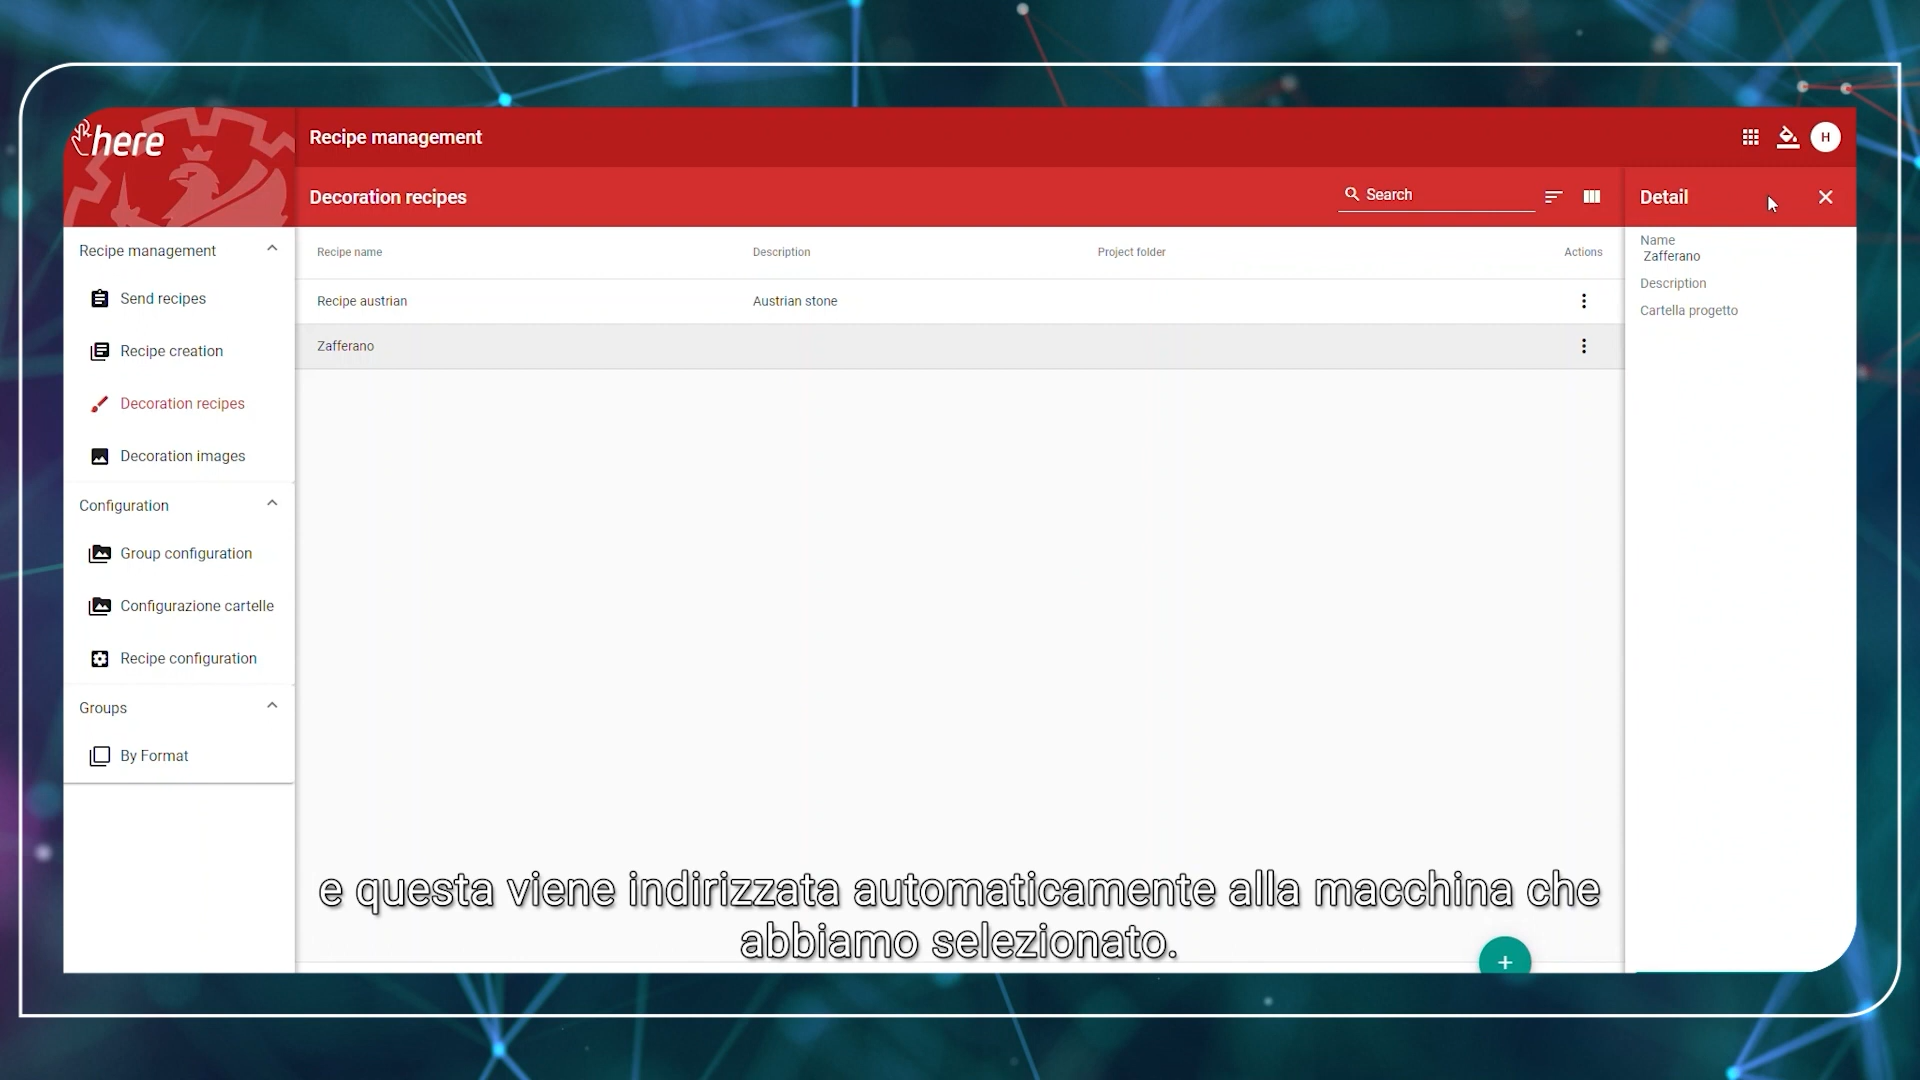 here
Recipe management
H
Decoration recipes
Search
Detail
Recipe management
Send recipes
Recipe creation
Decoration recipes
Decoration images
Configuration
Group configuration
Configurazione cartelle
Recipe configuration
Groups
By Format
Recipe name Description Project folder Actions
Recipe austrian Austrian stone
Zafferano
Name
Zafferano
Description
Cartella progetto
e questa viene indirizzata automaticamente alla macchina che
abbiamo selezionato.